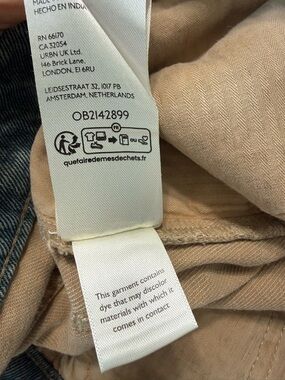 HECHO EN INDIA
RN 66170
CA 32054
URBN UK Ltd.
146 Brick Lane,
LONDON, E1 6RU
LEIDSESTRAAT 32, 1017 PB
AMSTERDAM, NETHERLANDS
OB2142899
FR
OU
quefairedemesdechets.fr
This garment contains
dye that may discolor
materials with which it
comes in contact